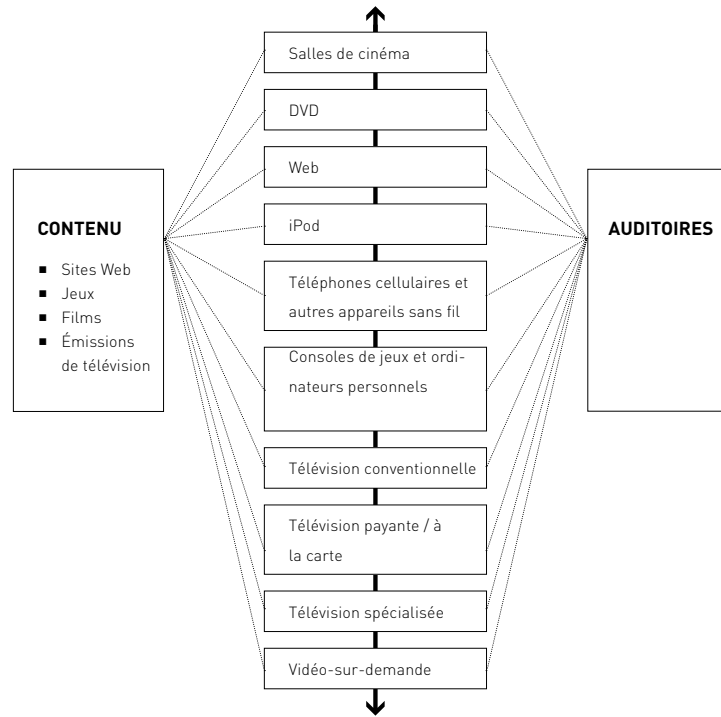 CONTENU
■ Sites Web
■ Jeux
■ Films
■ Émissions
de télévision
Salles de cinéma
DVD
Web
iPod
Téléphones cellulaires et
autres appareils sans fil
Consoles de jeux et ordi-
nateurs personnels
Télévision conventionnelle
Télévision payante / à
la carte
Télévision spécialisée
Vidéo-sur-demande
AUDITOIRES